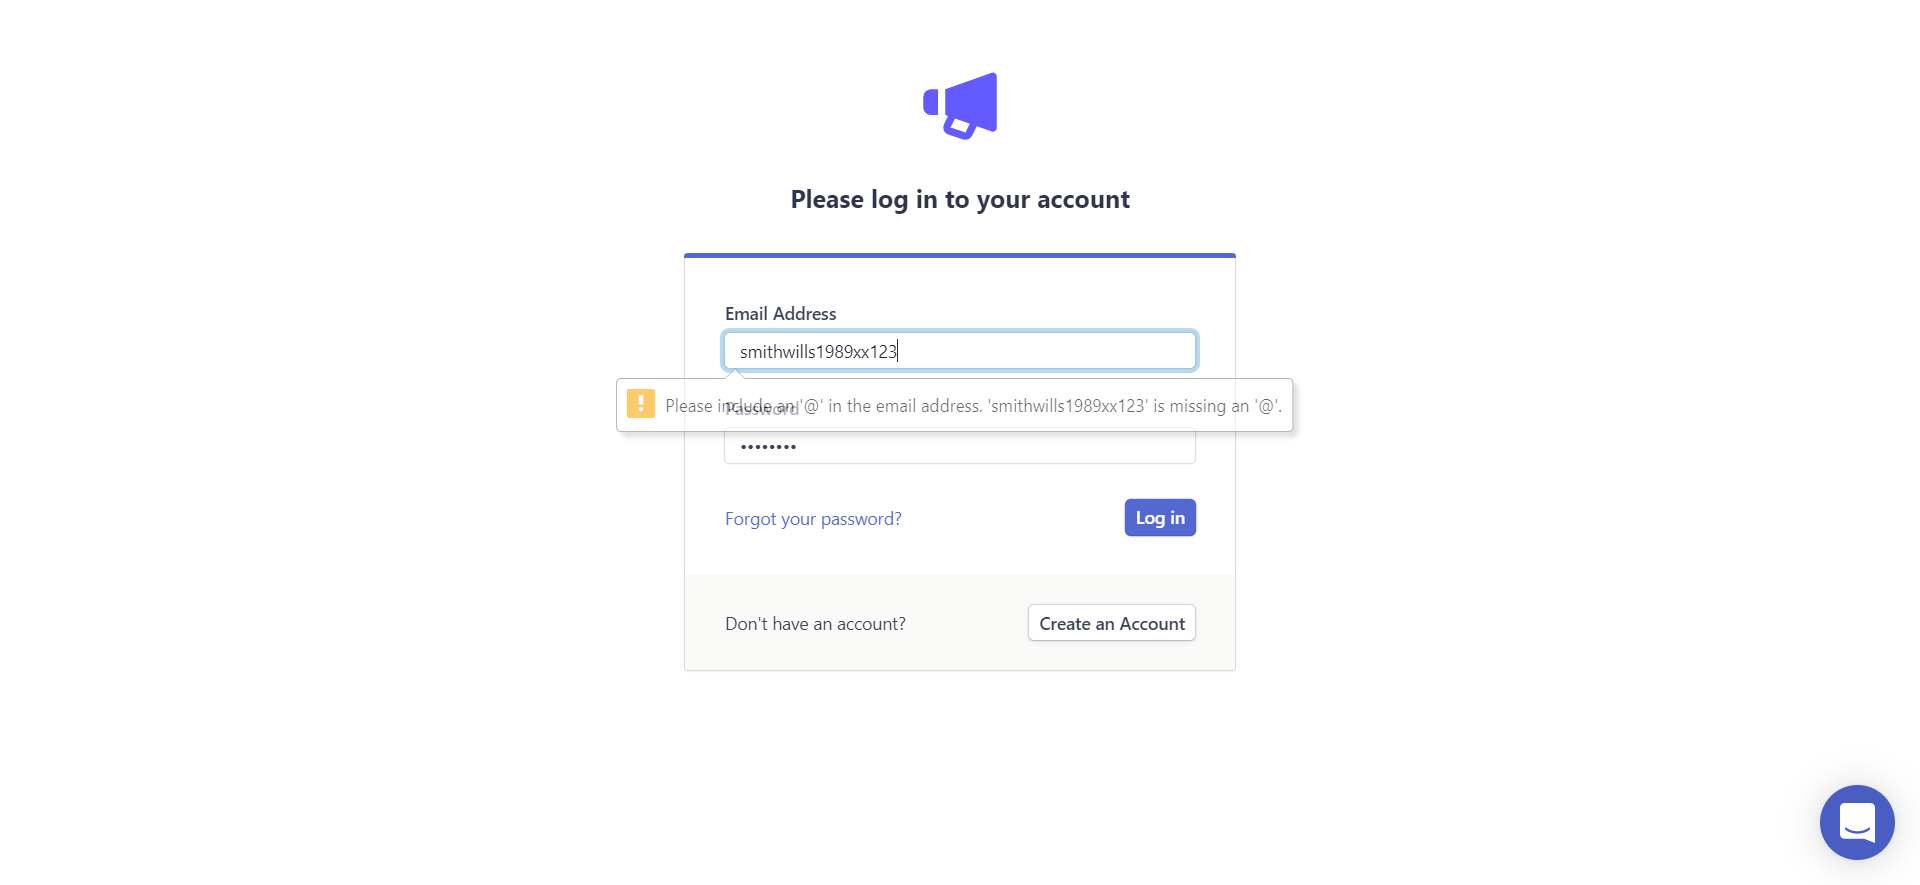 Please log in to your account
Email Address
smithwills1989xx123
Please include an '@' in the email address. 'smithwills1989xx123' is missing an '@'.
Password
••••••••
Forgot your password?
Log in
Don't have an account?
Create an Account